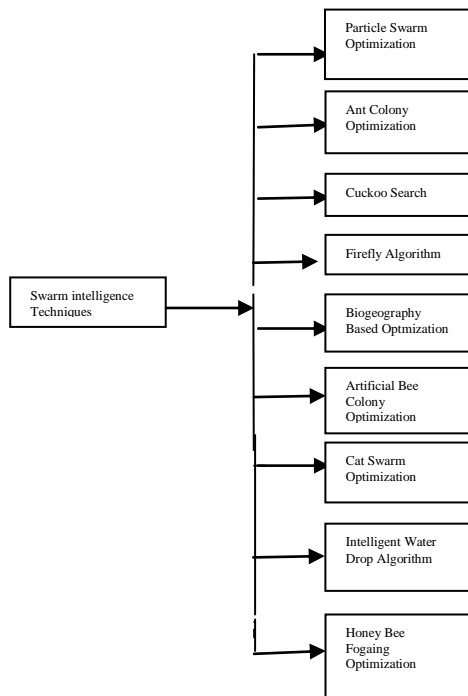 Particle Swarm
Optimization
Ant Colony
Optimization
Cuckoo Search
Firefly Algorithm
Swarm intelligence
Techniques
Biogeography
Based Optmization
Artificial Bee
Colony
Optimization
Cat Swarm
Optimization
Intelligent Water
Drop Algorithm
Honey Bee
Fogaing
Optimization